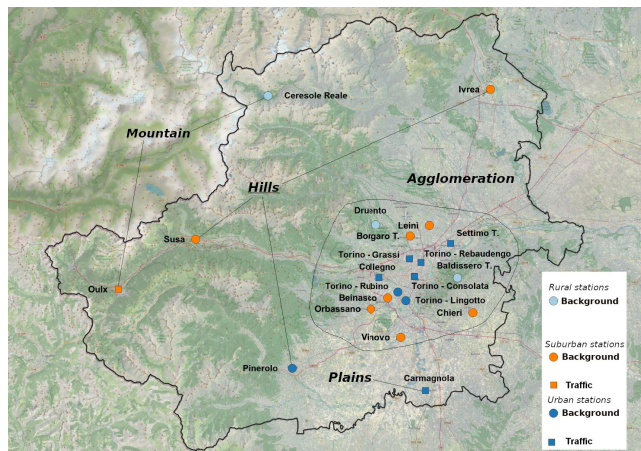 Ceresole Reale
Ivrea
Mountain
Agglomeration
Hills
Druento
Leini
Borgaro T.
Settimo T.
Susa
Torino - Grassi
Torino - Rebaudengo
Collegno
Baldissero T.
Torino - Rubino
Torino - Consolata
Oulx
Beinasco
Torino - Lingotto
Orbassano
Chieri
Vinovo
Pinerolo
Plains
Carmagnola
Rural stations
Background
Suburban stations
Background
Traffic
Urban stations
Background
Traffic